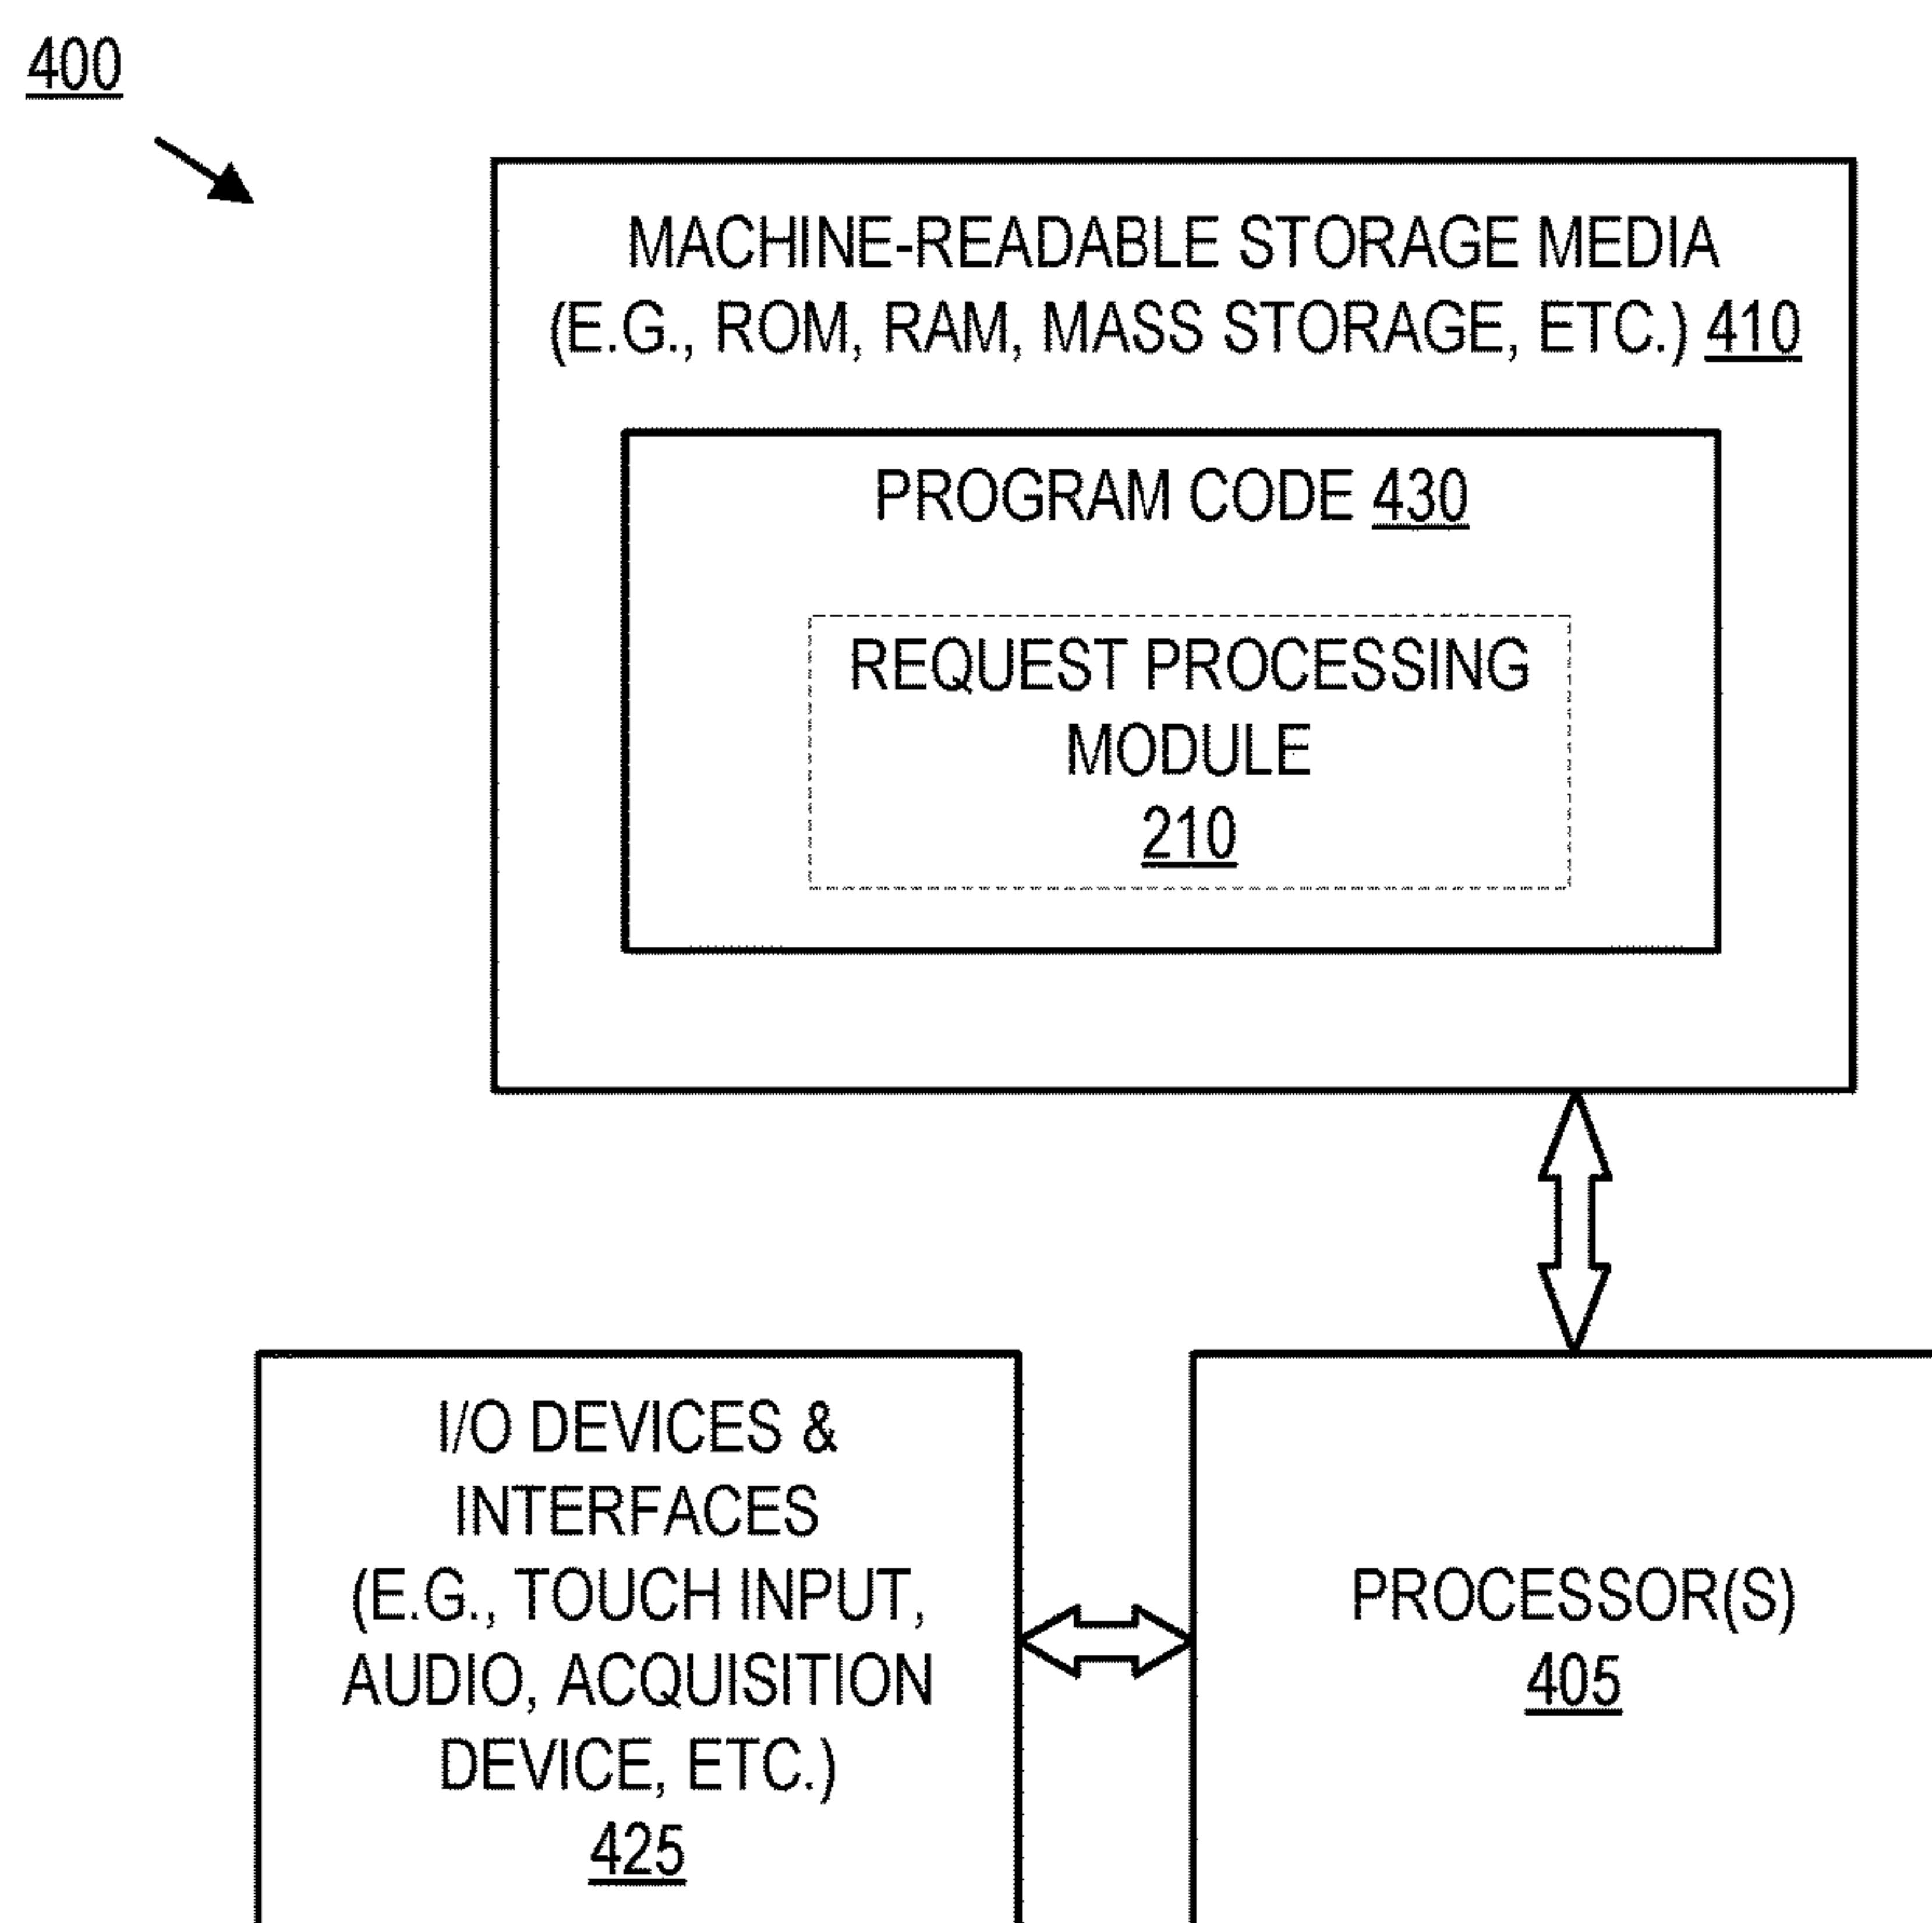 400
MACHINE-READABLE STORAGE MEDIA
(E.G., ROM, RAM, MASS STORAGE, ETC.) 410
PROGRAM CODE 430
REQUEST PROCESSING
MODULE
210
I/O DEVICES &
INTERFACES
(E.G., TOUCH INPUT,
AUDIO, ACQUISITION
DEVICE, ETC.)
425
PROCESSOR(S)
405